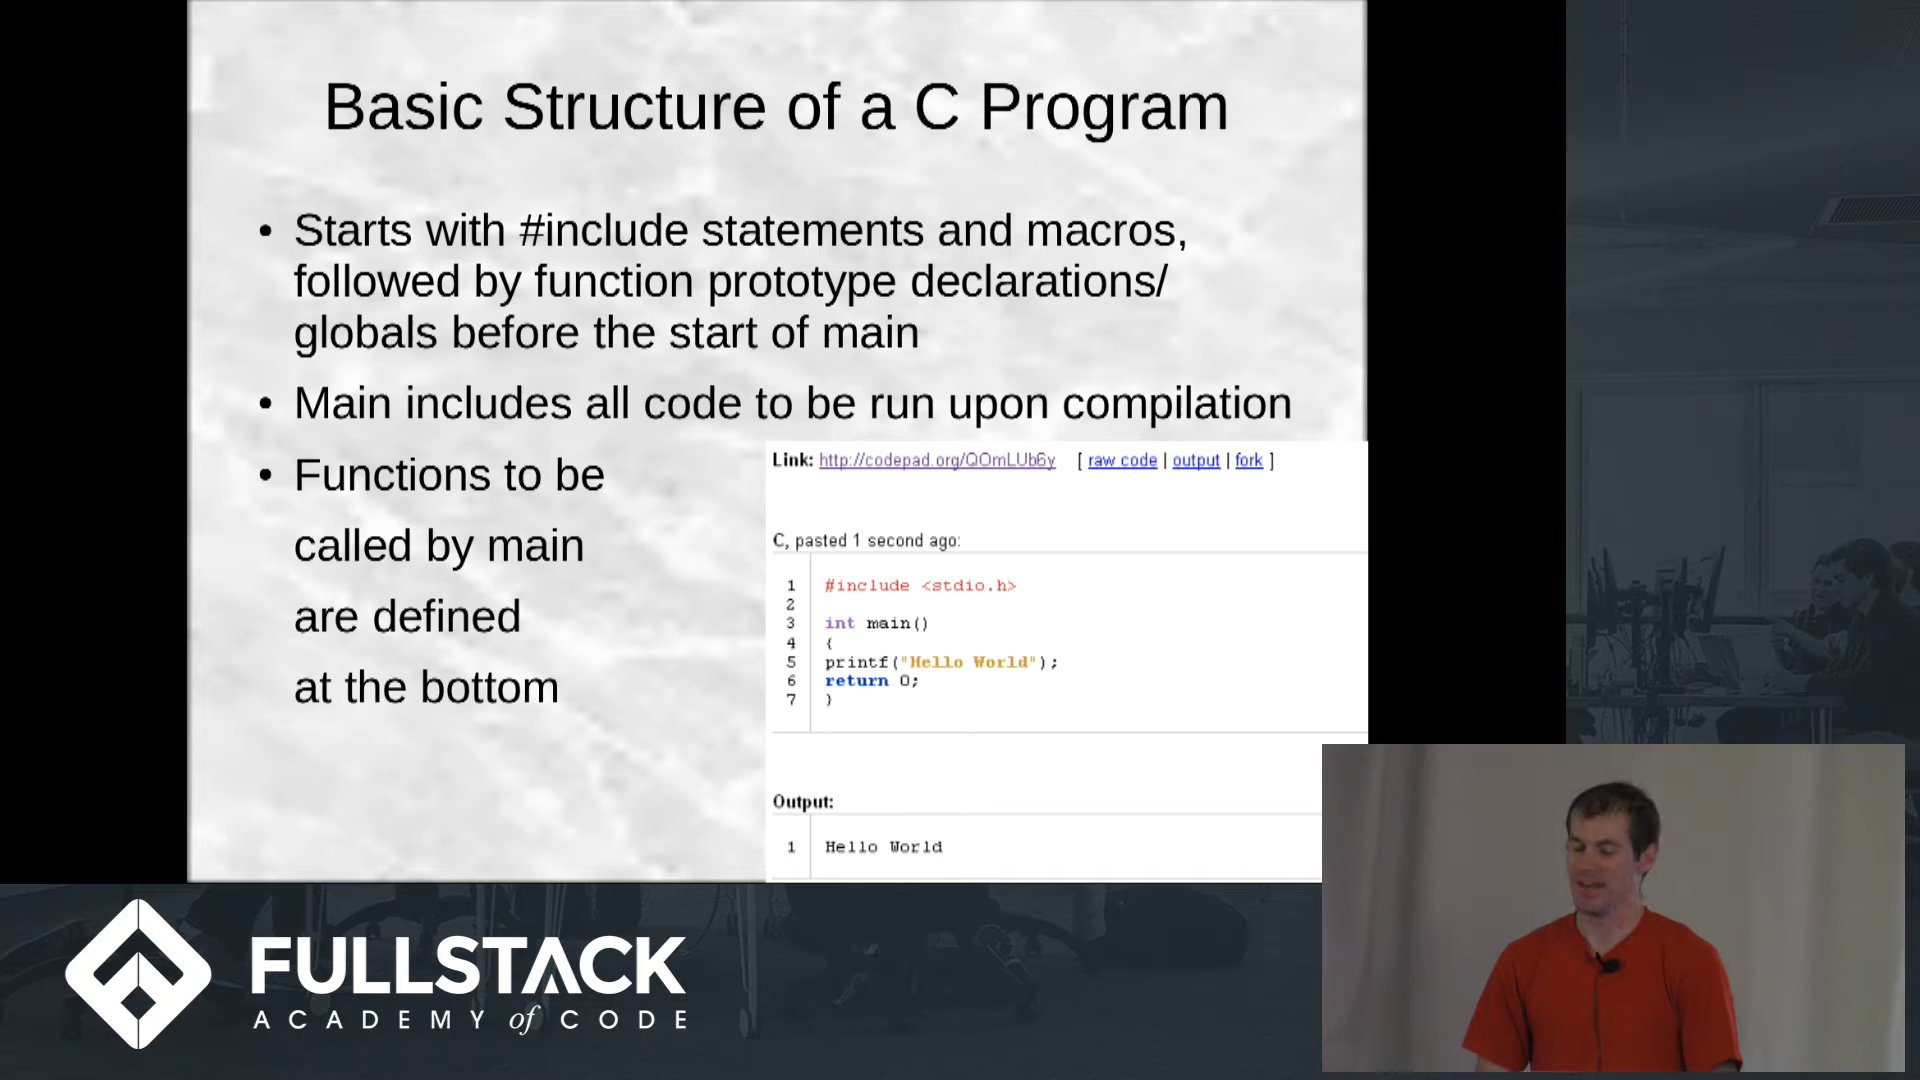 Basic Structure of a C Program
• Starts with #include statements and macros,
followed by function prototype declarations/
globals before the start of main
• Main includes all code to be run upon compilation
• Functions to be
called by main
are defined
at the bottom
Link: http://codepad.org/QOmLUb6y [ raw code | output | fork ]
C, pasted 1 second ago:
1 #include <stdio.h>
2
3 int main()
4 {
5 printf("Hello World");
6 return 0;
7 }
Output:
1 Hello World
FULLSTACK
ACADEMY of CODE